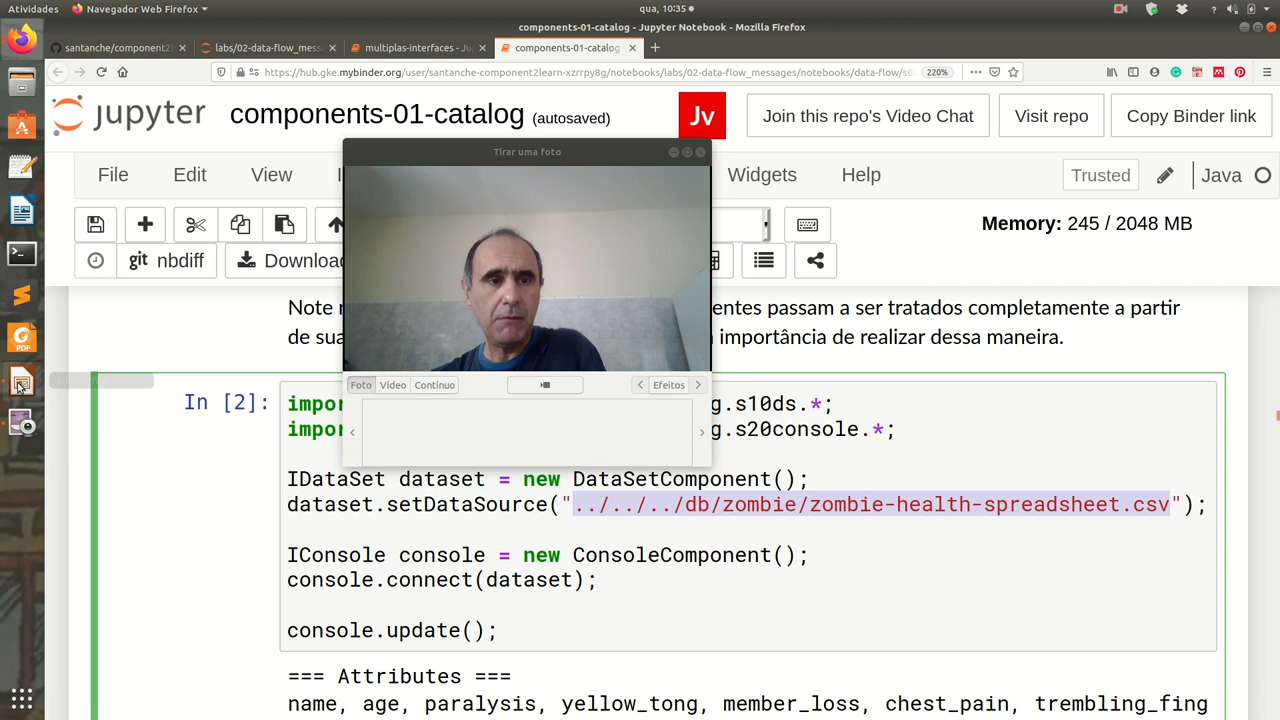 Atividades Navegador Web Firefox qua, 10:35 ?
components-01-catalog - Jupyter Notebook - Mozilla Firefox
santanche/component2l labs/02-data-flow_mess multiplas-interfaces - Ju components-01-catalog
https://hub.gke.mybinder.org/user/santanche-component2learn-xzrrpy8g/notebooks/labs/02-data-flow_messages/notebooks/data-flow/s0 220%
jupyter components-01-catalog (autosaved) Jv Join this repo's Video Chat Visit repo Copy Binder link
Tirar uma foto
File Edit View Widgets Help Trusted Java
Memory: 245 / 2048 MB
git nbdiff Download
Note entes passam a ser tratados completamente a partir
de sua importância de realizar dessa maneira.
Foto Vídeo Contínuo Efeitos
In [2]: impor g.s10ds.*;
impor g.s20console.*;
IDataSet dataset = new DataSetComponent();
dataset.setDataSource("../../../db/zombie/zombie-health-spreadsheet.csv");
IConsole console = new ConsoleComponent();
console.connect(dataset);
console.update();
=== Attributes ===
name, age, paralysis, yellow_tong, member_loss, chest_pain, trembling_fing
PDF